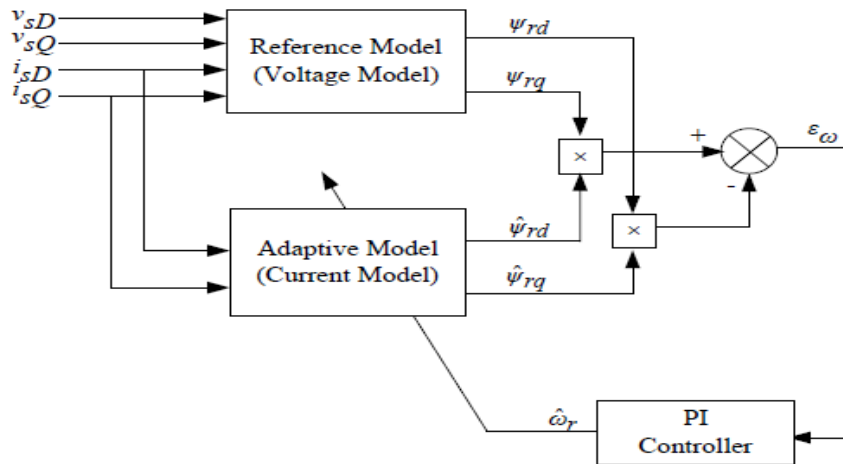 v_sD
v_sQ
i_sD
i_sQ
Reference Model
(Voltage Model)
ψ_rd
ψ_rq
×
+
-
ε_ω
×
Adaptive Model
(Current Model)
ψ̂_rd
ψ̂_rq
ω̂_r
PI
Controller